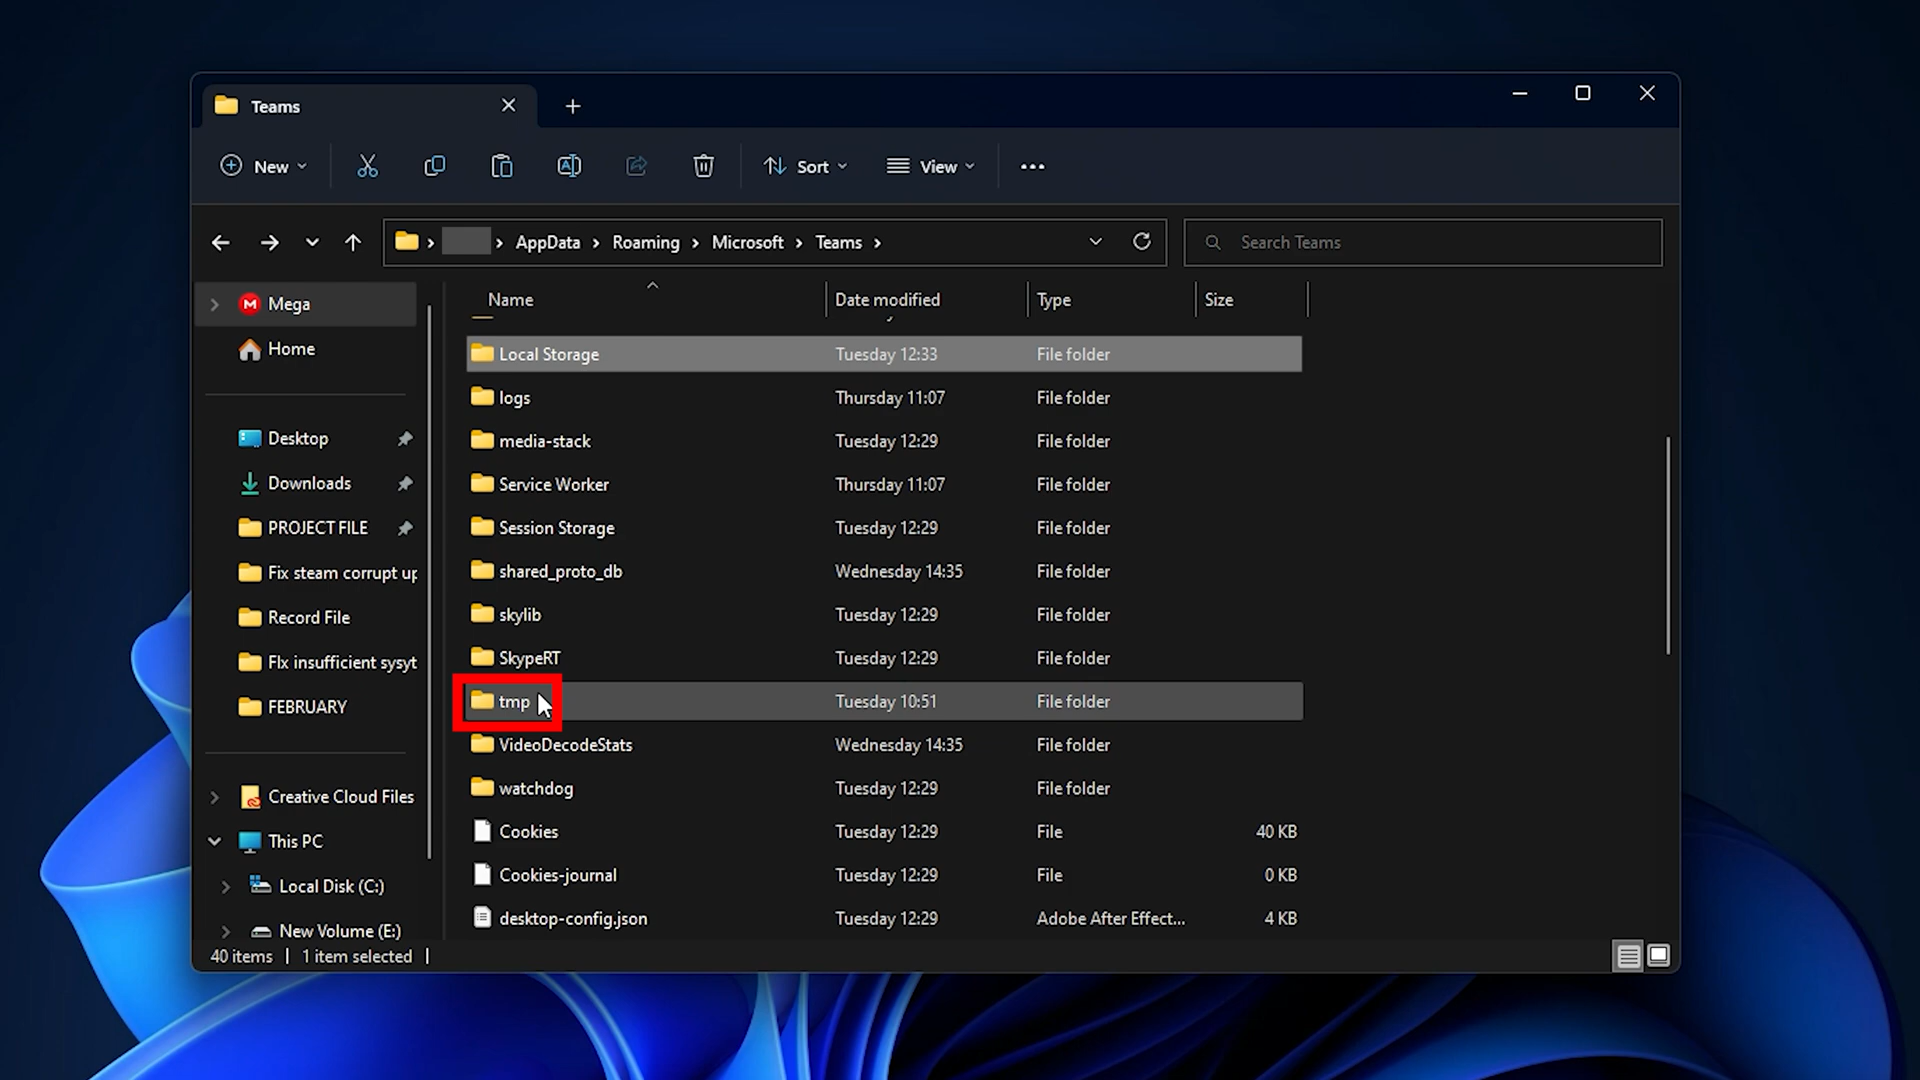 Teams
New
Sort
View
AppData > Roaming > Microsoft > Teams >
Search Teams
Mega
Home
Desktop
Downloads
PROJECT FILE
Fix steam corrupt up
Record File
FIx insufficient sysyt
FEBRUARY
Creative Cloud Files
This PC
Local Disk (C:)
New Volume (E:)
Name Date modified Type Size
Local Storage Tuesday 12:33 File folder
logs Thursday 11:07 File folder
media-stack Tuesday 12:29 File folder
Service Worker Thursday 11:07 File folder
Session Storage Tuesday 12:29 File folder
shared_proto_db Wednesday 14:35 File folder
skylib Tuesday 12:29 File folder
SkypeRT Tuesday 12:29 File folder
tmp Tuesday 10:51 File folder
VideoDecodeStats Wednesday 14:35 File folder
watchdog Tuesday 12:29 File folder
Cookies Tuesday 12:29 File 40 KB
Cookies-journal Tuesday 12:29 File 0 KB
desktop-config.json Tuesday 12:29 Adobe After Effect... 4 KB
40 items | 1 item selected |